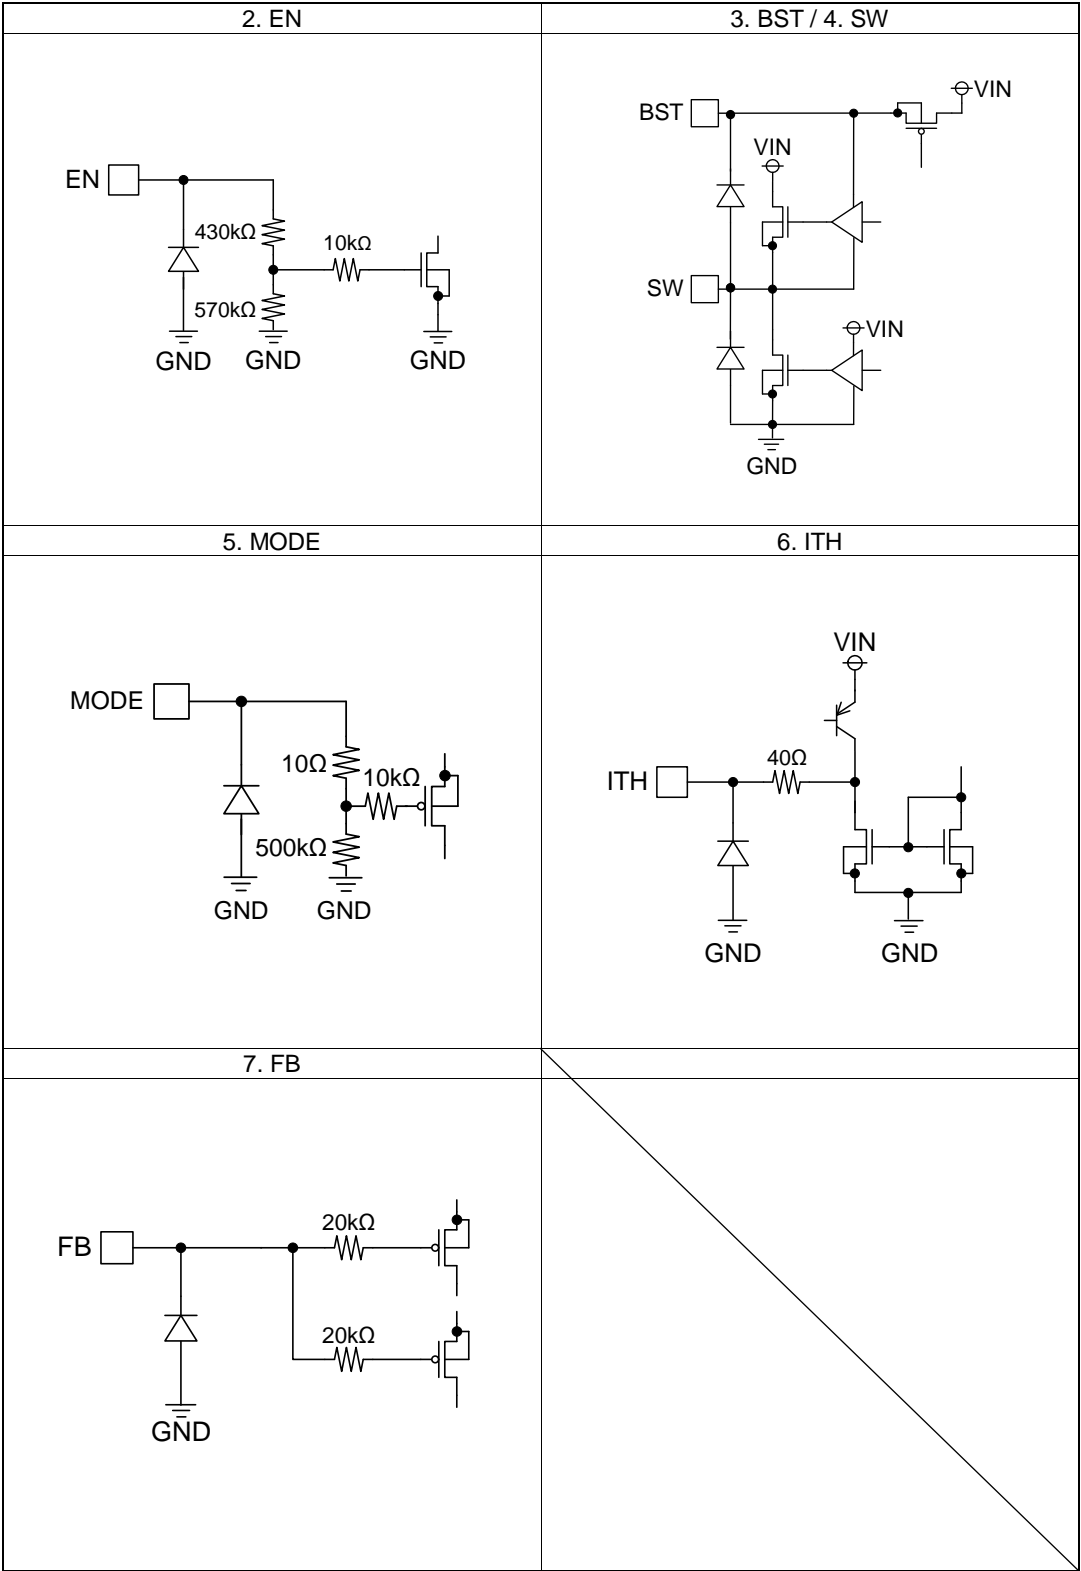 2. EN
3. BST / 4. SW
EN
430kΩ
10kΩ
570kΩ
GND
GND
GND
BST
VIN
VIN
SW
VIN
GND
5. MODE
6. ITH
MODE
10Ω
10kΩ
500kΩ
GND
GND
VIN
40Ω
ITH
GND
GND
7. FB
FB
20kΩ
20kΩ
GND